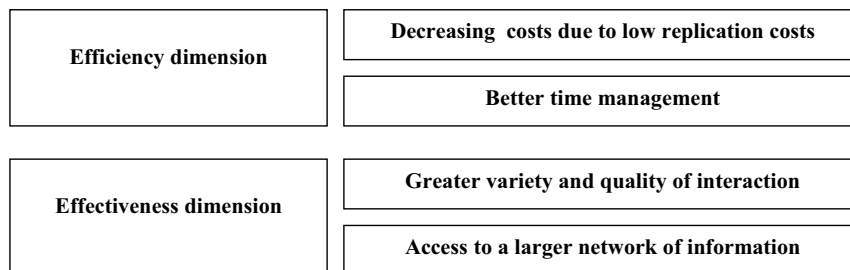 Efficiency dimension
Decreasing costs due to low replication costs
Better time management
Effectiveness dimension
Greater variety and quality of interaction
Access to a larger network of information